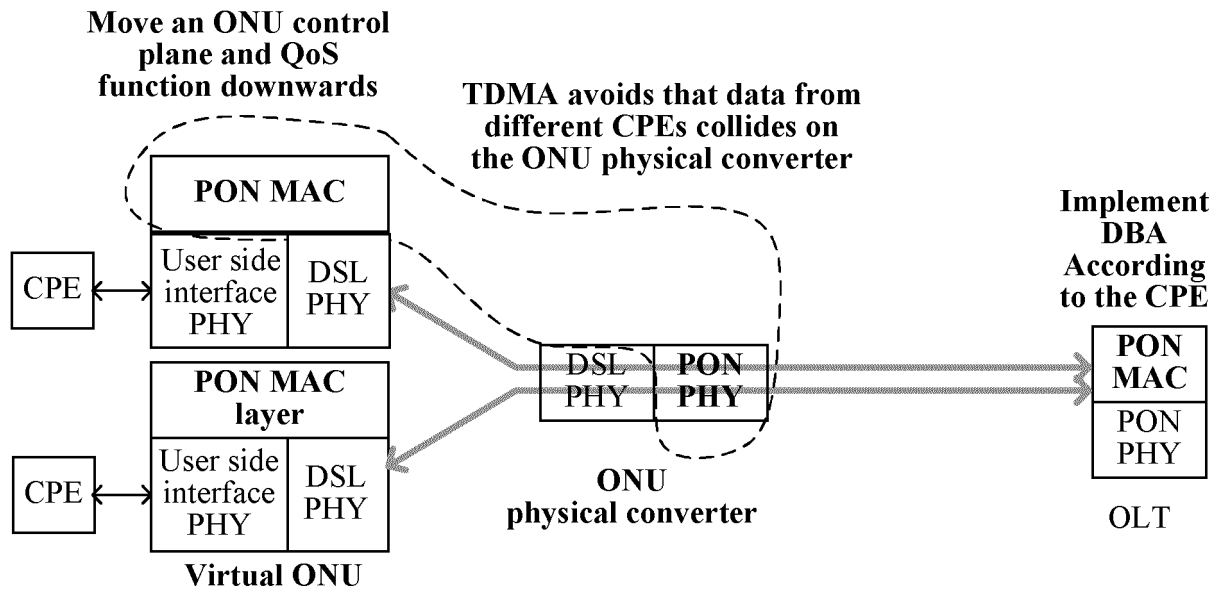 Move an ONU control
plane and QoS
function downwards
TDMA avoids that data from
different CPEs collides on
the ONU physical converter
PON MAC
CPE
User side
interface
PHY
DSL
PHY
PON MAC
layer
CPE
User side
interface
PHY
DSL
PHY
Virtual ONU
DSL
PHY
PON
PHY
ONU
physical converter
Implement
DBA
According
to the CPE
PON
MAC
PON
PHY
OLT